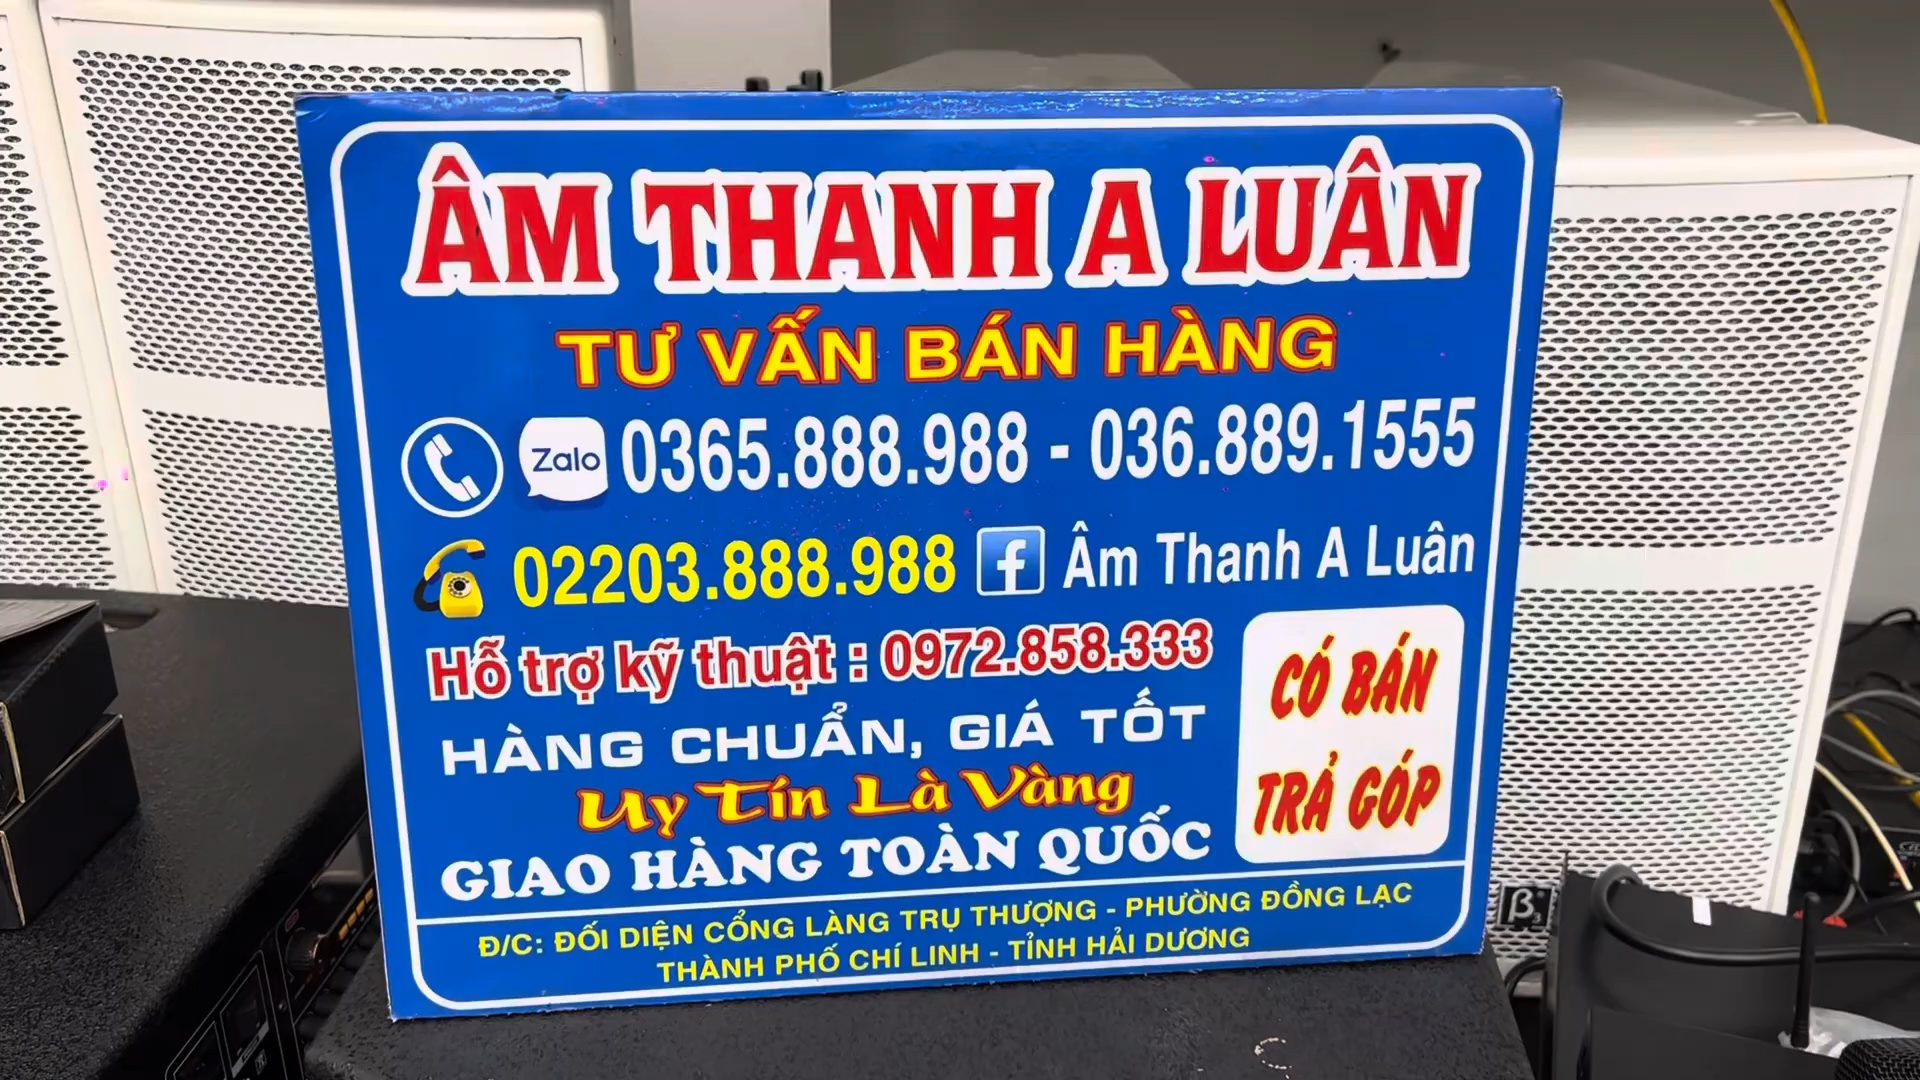 ÂM THANH A LUÂN
TƯ VẤN BÁN HÀNG
Zalo 0365.888.988 - 036.889.1555
02203.888.988 f Âm Thanh A Luân
Hỗ trợ kỹ thuật : 0972.858.333
HÀNG CHUẨN, GIÁ TỐT
Uy Tín Là Vàng
GIAO HÀNG TOÀN QUỐC
CÓ BÁN
TRẢ GÓP
Đ/C: ĐỐI DIỆN CỔNG LÀNG TRỤ THƯỢNG - PHƯỜNG ĐỒNG LẠC
THÀNH PHỐ CHÍ LINH - TỈNH HẢI DƯƠNG
β3